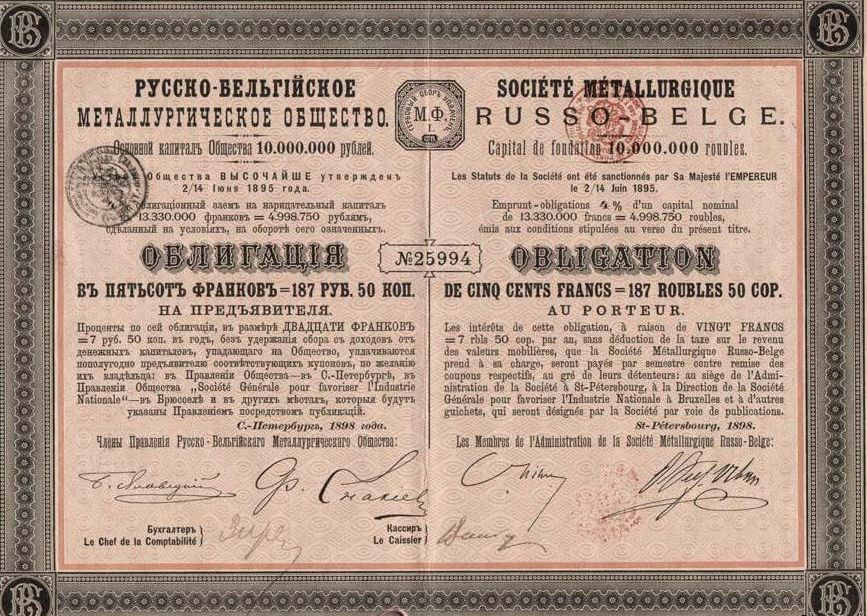 РУССКО-БЕЛЬГІЙСКОЕ
МЕТАЛЛУРГИЧЕСКОЕ ОБЩЕСТВО.
Основной капиталъ Общества 10.000.000 рублей.
Общества ВЫСОЧАЙШЕ утвержденъ
2/14 Іюня 1895 года.
Облигаціонный заемъ на нарицательный капиталъ
13.330.000 франковъ = 4.998.750 рублямъ,
сдѣланный на условіяхъ, на оборотѣ сего означенныхъ.
ОБЛИГАЦІЯ
ВЪ ПЯТЬСОТ ФРАНКОВЪ = 187 РУБ. 50 КОП.
НА ПРЕДЪЯВИТЕЛЯ.
Проценты по сей облигаціи, въ размѣрѣ ДВАДЦАТИ ФРАНКОВЪ
= 7 руб. 50 коп. въ годъ, безъ удержанія сбора съ доходовъ отъ
денежныхъ капиталовъ, упадающаго на Общество, уплачиваются
пополугодно предъявителю соотвѣтствующихъ купоновъ, по желанію
ихъ владѣльца: въ Правленіи Общества — въ С.-Петербургѣ, въ
Правленіи Общества „Société Générale pour favoriser l'Industrie
Nationale" — въ Брюсселѣ и въ другихъ мѣстахъ, которыя будутъ
указаны Правленіемъ посредствомъ публикацій.
С.-Петербургъ, 1898 года.
Члены Правленія Русско-Бельгійскаго Металлургическаго Общества:
Бухгалтеръ
Le Chef de la Comptabilité
Кассиръ
Le Caissier
М.Ф.
I.
№25994
SOCIÉTÉ MÉTALLURGIQUE
RUSSO-BELGE.
Capital de fondation 10.000.000 roubles.
Les Statuts de la Société ont été sanctionnés par Sa Majesté l'EMPEREUR
le 2/14 Juin 1895.
Emprunt-obligations 4% d'un capital nominal
de 13.330.000 francs = 4.998.750 roubles,
émis aux conditions stipulées au verso du présent titre.
OBLIGATION
DE CINQ CENTS FRANCS = 187 ROUBLES 50 COP.
AU PORTEUR.
Les intérêts de cette obligation, à raison de VINGT FRANCS
= 7 rbls 50 cop. par an, sans déduction de la taxe sur le revenu
des valeurs mobilières, que la Société Métallurgique Russo-Belge
prend à sa charge, seront payés par semestre contre remise des
coupons respectifs, au gré de leurs détenteurs: au siège de l'Admi-
nistration de la Société à St-Pétersbourg, à la Direction de la Société
Générale pour favoriser l'Industrie Nationale à Bruxelles et à d'autres
guichets, qui seront désignés par la Société par voie de publications.
St-Pétersbourg, 1898.
Les Membres de l'Administration de la Société Métallurgique Russo-Belge: